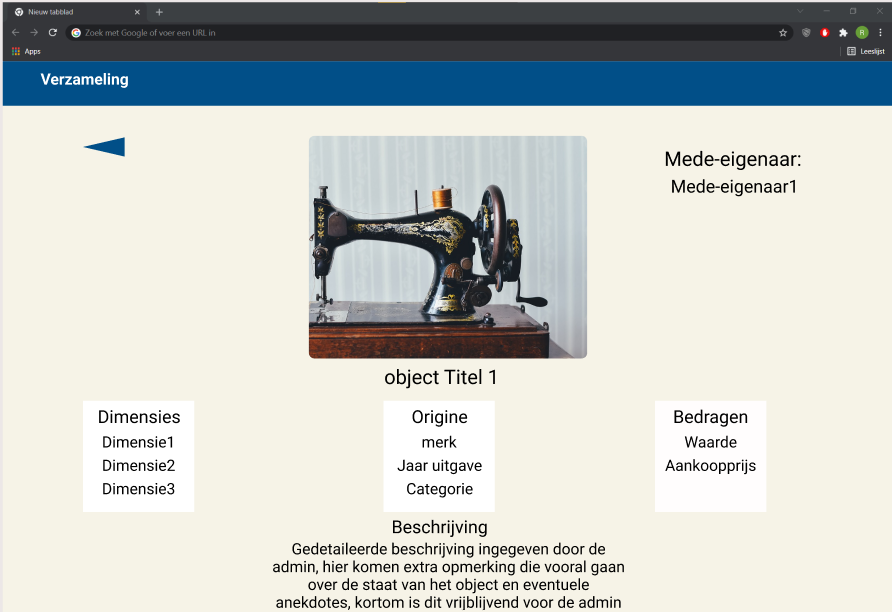 Nieuw tabblad
Zoek met Google of voer een URL in
R
Apps
Leeslijst
Verzameling
Mede-eigenaar:
Mede-eigenaar1
object Titel 1
Dimensies
Dimensie1
Dimensie2
Dimensie3
Origine
merk
Jaar uitgave
Categorie
Bedragen
Waarde
Aankoopprijs
Beschrijving
Gedetaileerde beschrijving ingegeven door de
admin, hier komen extra opmerking die vooral gaan
over de staat van het object en eventuele
anekdotes, kortom is dit vrijblijvend voor de admin